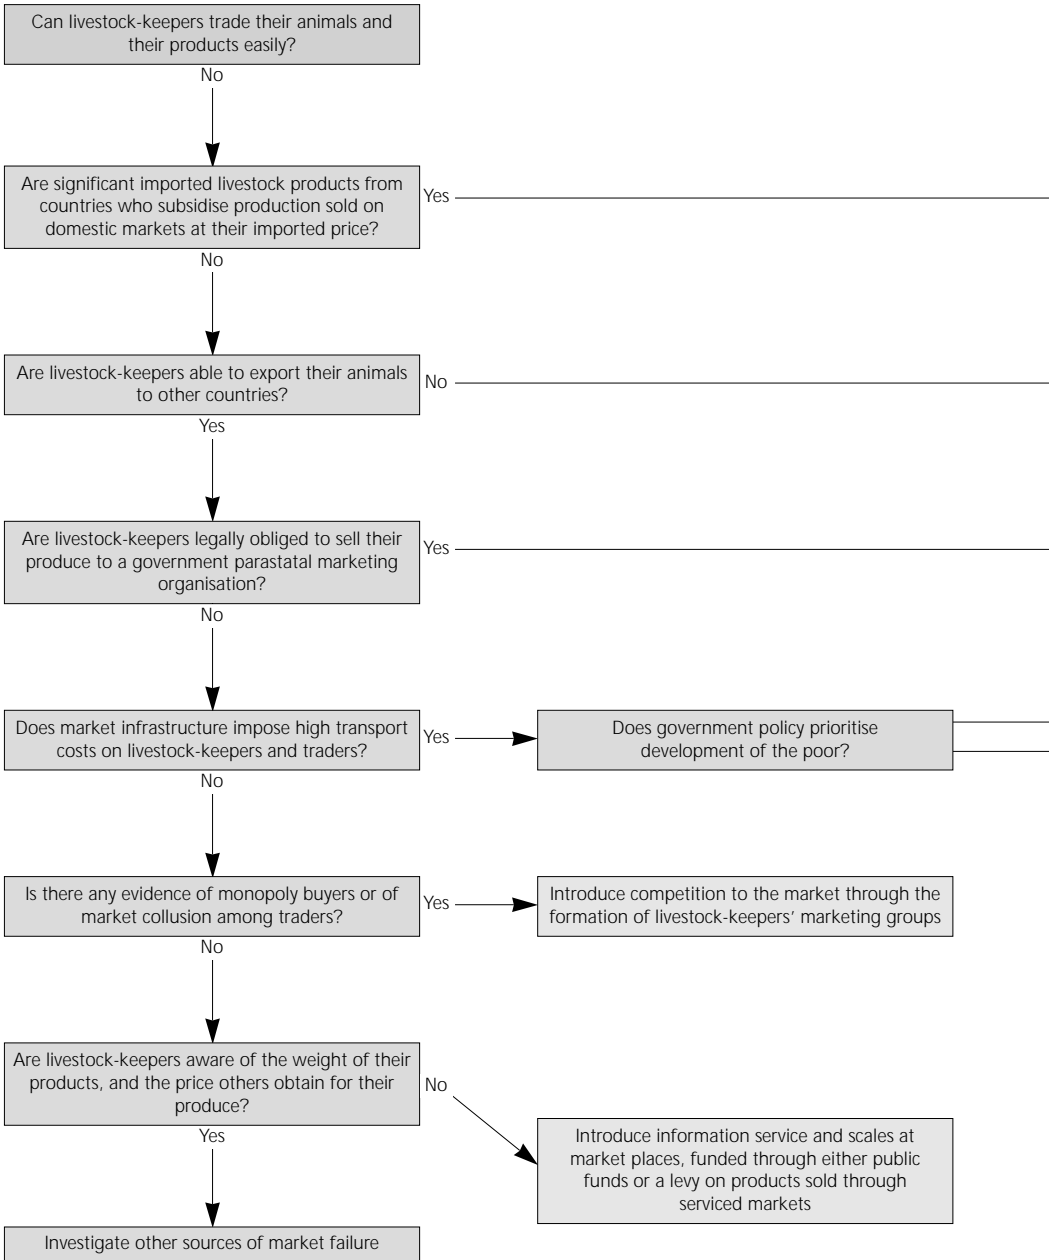 Can livestock-keepers trade their animals and
their products easily?
No
Are significant imported livestock products from
countries who subsidise production sold on
domestic markets at their imported price?
Yes
No
Are livestock-keepers able to export their animals
to other countries?
No
Yes
Are livestock-keepers legally obliged to sell their
produce to a government parastatal marketing
organisation?
Yes
No
Does market infrastructure impose high transport
costs on livestock-keepers and traders?
Yes
Does government policy prioritise
development of the poor?
No
Is there any evidence of monopoly buyers or of
market collusion among traders?
Yes
Introduce competition to the market through the
formation of livestock-keepers’ marketing groups
No
Are livestock-keepers aware of the weight of their
products, and the price others obtain for their
produce?
No
Yes
Introduce information service and scales at
market places, funded through either public
funds or a levy on products sold through
serviced markets
Investigate other sources of market failure